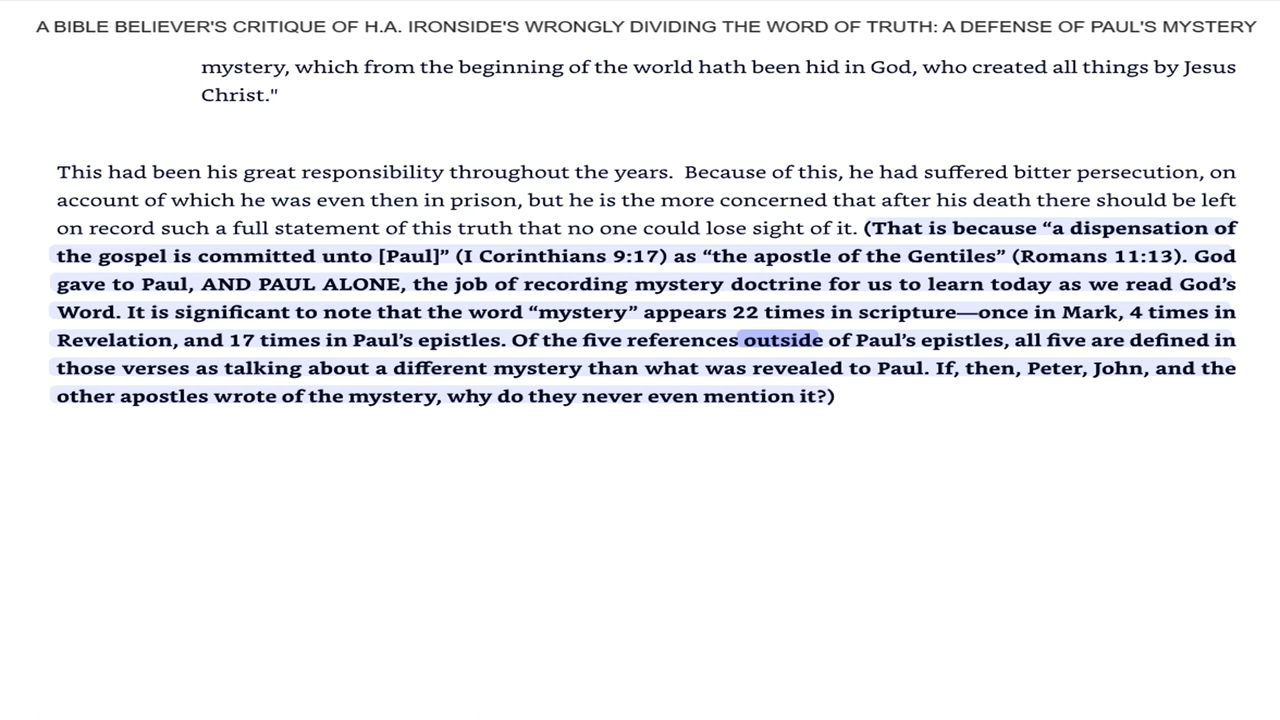 A BIBLE BELIEVER'S CRITIQUE OF H.A. IRONSIDE'S WRONGLY DIVIDING THE WORD OF TRUTH: A DEFENSE OF PAUL'S MYSTERY
mystery, which from the beginning of the world hath been hid in God, who created all things by Jesus
Christ."
This had been his great responsibility throughout the years.  Because of this, he had suffered bitter persecution, on
account of which he was even then in prison, but he is the more concerned that after his death there should be left
on record such a full statement of this truth that no one could lose sight of it. (That is because “a dispensation of
the gospel is committed unto [Paul]” (I Corinthians 9:17) as “the apostle of the Gentiles” (Romans 11:13). God
gave to Paul, AND PAUL ALONE, the job of recording mystery doctrine for us to learn today as we read God’s
Word. It is significant to note that the word “mystery” appears 22 times in scripture—once in Mark, 4 times in
Revelation, and 17 times in Paul’s epistles. Of the five references outside of Paul’s epistles, all five are defined in
those verses as talking about a different mystery than what was revealed to Paul. If, then, Peter, John, and the
other apostles wrote of the mystery, why do they never even mention it?)